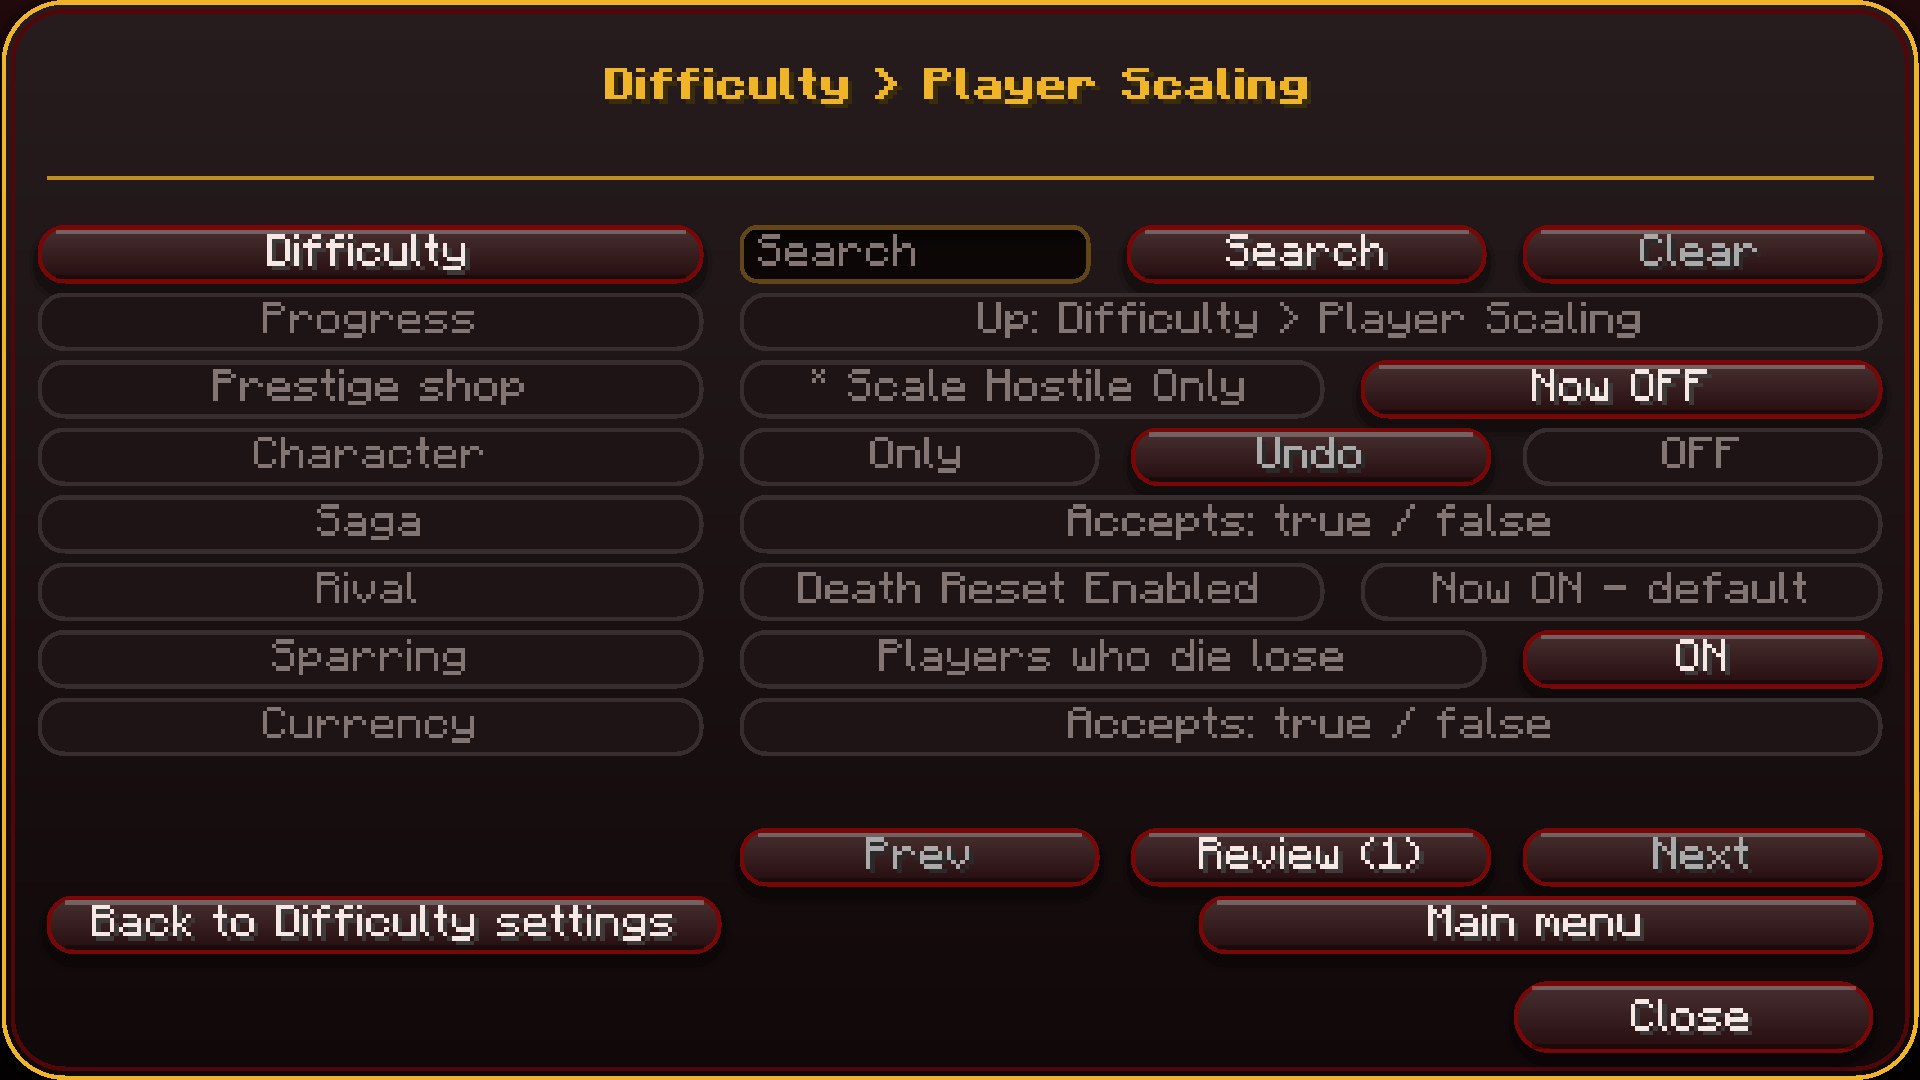 Difficulty > Player Scaling
Difficulty
Search
Search
Clear
Progress
Up: Difficulty > Player Scaling
Prestige shop
* Scale Hostile Only
Now OFF
Character
Only
Undo
OFF
Saga
Accepts: true / false
Rival
Death Reset Enabled
Now ON - default
Sparring
Players who die lose
ON
Currency
Accepts: true / false
Prev
Review (1)
Next
Back to Difficulty settings
Main menu
Close